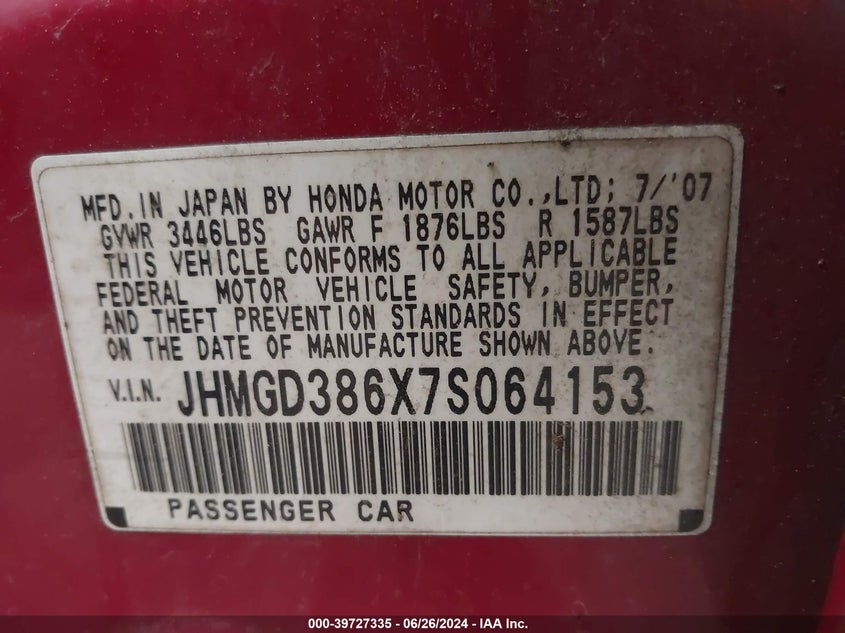 MFD.IN JAPAN BY HONDA MOTOR CO.,LTD; 7/'07
GVWR 3446LBS GAWR F 1876LBS R 1587LBS
THIS VEHICLE CONFORMS TO ALL APPLICABLE
FEDERAL MOTOR VEHICLE SAFETY, BUMPER,
AND THEFT PREVENTION STANDARDS IN EFFECT
ON THE DATE OF MANUFACTURE SHOWN ABOVE.
V.I.N. JHMGD386X7S064153
PASSENGER CAR
000-39727335 - 06/26/2024 - IAA Inc.